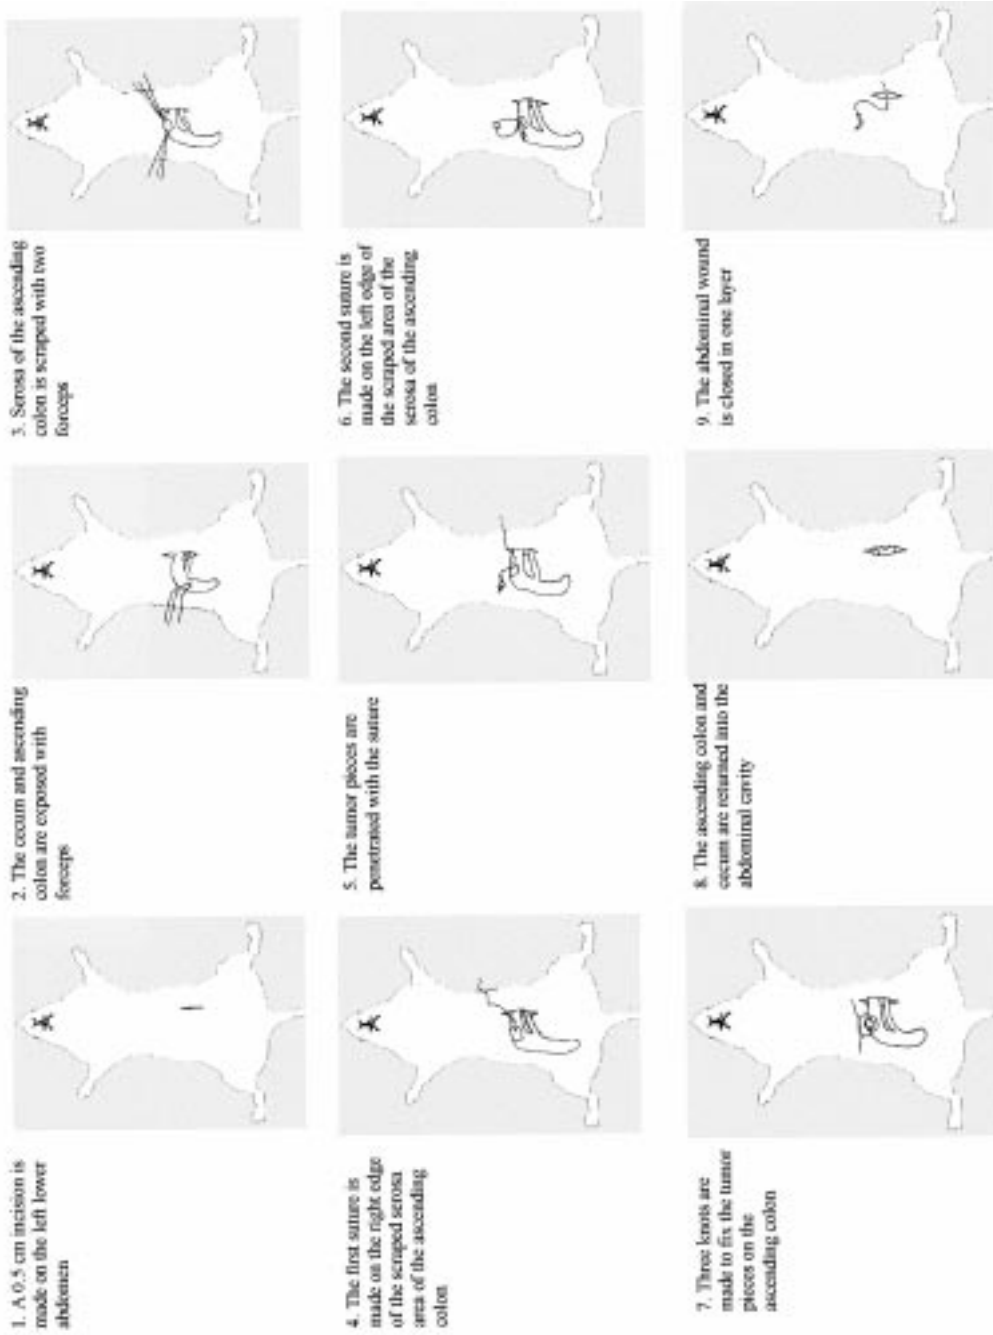 1. A 0.5 cm incision is
made on the left lower
abdomen
2. The cecum and ascending
colon are exposed with
forceps
3. Serosa of the ascending
colon is scraped with two
forceps
4. The first suture is
made on the right edge
of the scraped serosa
area of the ascending
colon
5. The tumor pieces are
penetrated with the suture
6. The second suture is
made on the left edge of
the scraped area of the
serosa of the ascending
colon
7. Three knots are
made to fix the tumor
pieces on the
ascending colon
8. The ascending colon and
cecum are returned into the
abdominal cavity
9. The abdominal wound
is closed in one layer